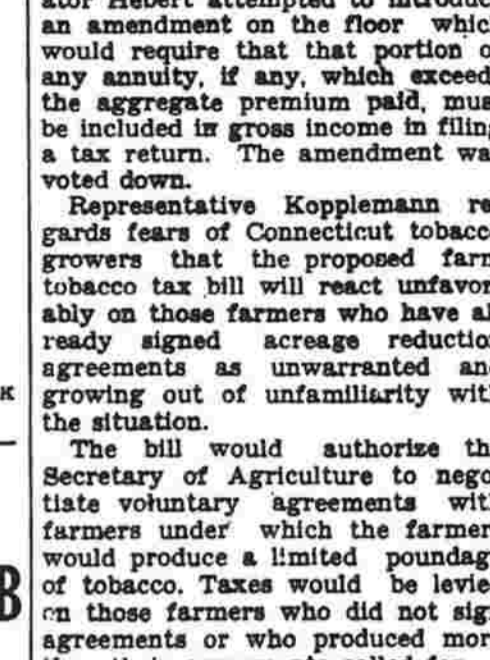 an amendment on the floor whic
would require that that portion o
any annuity, if any, which exceed
the aggregate premium paid, mus
be included in gross income in filin
a tax return. The amendment wa
voted down.
Representative Kopplemann re
gards fears of Connecticut tobacc
growers that the proposed farm
tobacco tax bill will react unfavor
ably on those farmers who have al
ready signed acreage reductio
agreements as unwarranted an
K
growing out of unfamiliarity wit
the situation.
The bill would authorize th
Secretary of Agriculture to nego
tiate voluntary agreements wit
farmers under which the farmer
would produce a limited poundag
B
of tobacco. Taxes would be levie
on those farmers who did not sig
agreements or who produced mor